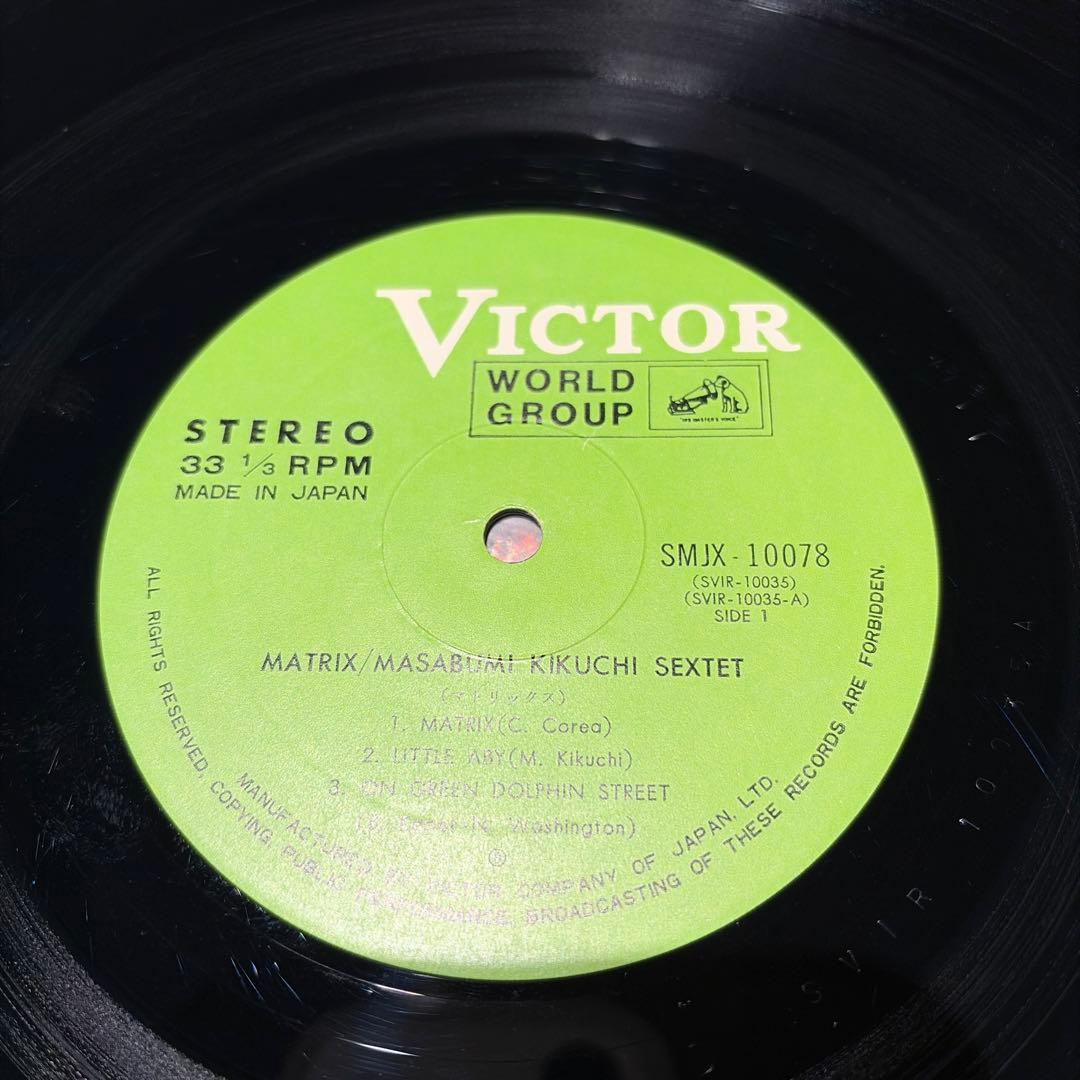 VICTOR
WORLD
GROUP
"HIS MASTER'S VOICE"
STEREO
33 1/3 RPM
MADE IN JAPAN
SMJX-10078
(SVIR-10035)
(SVIR-10035-A)
SIDE 1
MATRIX/MASABUMI KIKUCHI SEXTET
(マトリックス)
1. MATRIX(C. Corea)
2. LITTLE ABY(M. Kikuchi)
3. ON GREEN DOLPHIN STREET
Washington)
Ⓡ
MANUFACTURED BY VICTOR COMPANY OF JAPAN, LTD.
ALL RIGHTS RESERVED, COPYING, PUBLIC PERFORMANCE, BROADCASTING OF THESE RECORDS ARE FORBIDDEN.